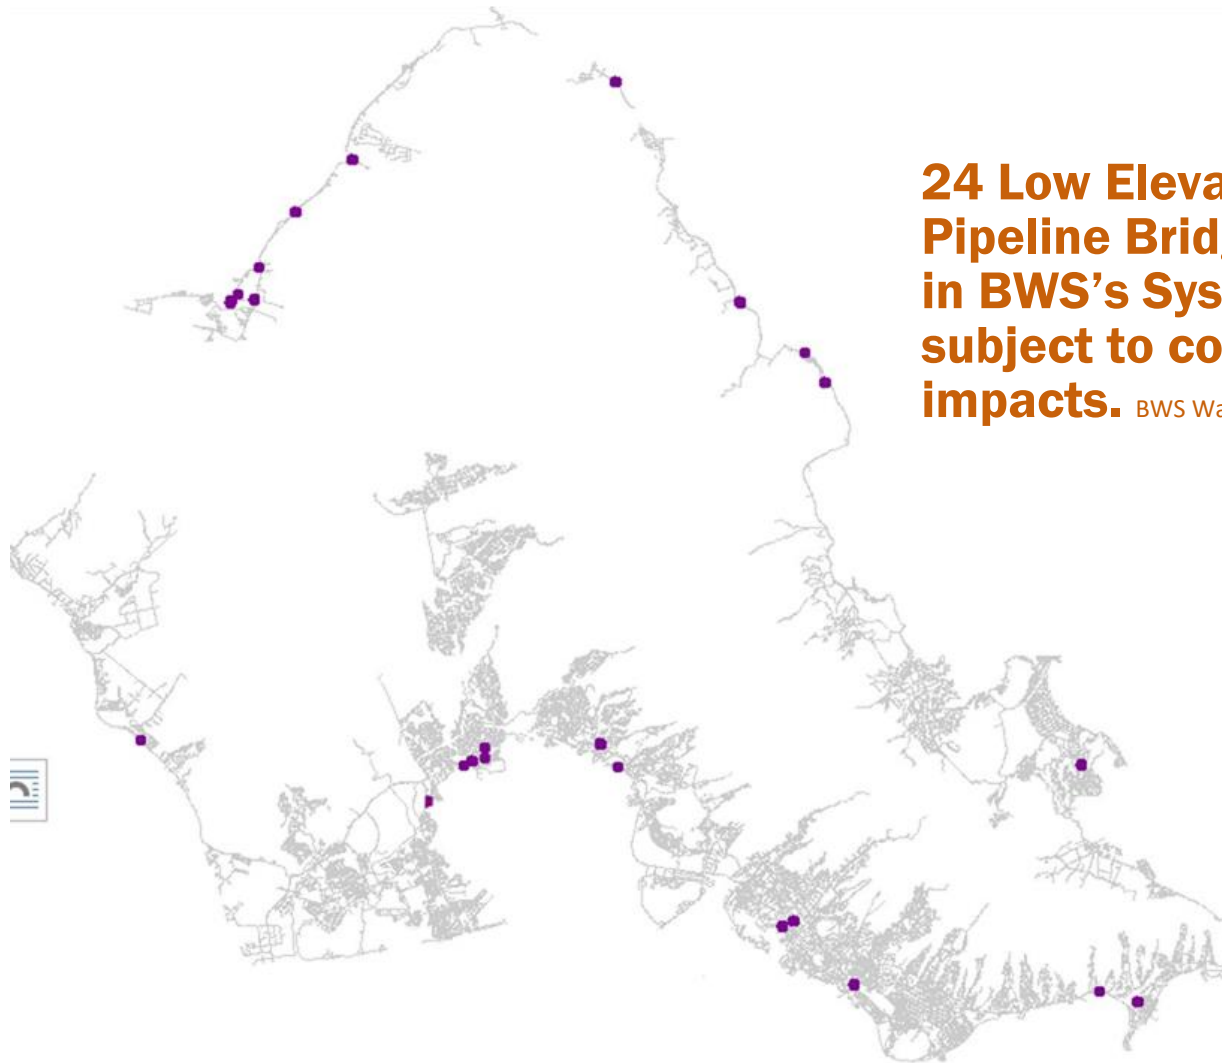 24 Low Eleva
Pipeline Brid
in BWS’s Sys
subject to co
impacts. BWS Wa